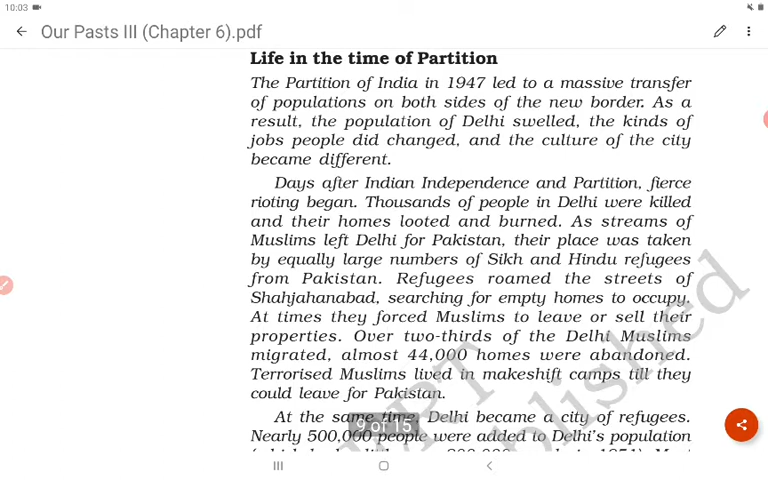 10:03
Our Pasts III (Chapter 6).pdf
Life in the time of Partition
The Partition of India in 1947 led to a massive transfer
of populations on both sides of the new border. As a
result, the population of Delhi swelled, the kinds of
jobs people did changed, and the culture of the city
became different.
Days after Indian Independence and Partition, fierce
rioting began. Thousands of people in Delhi were killed
and their homes looted and burned. As streams of
Muslims left Delhi for Pakistan, their place was taken
by equally large numbers of Sikh and Hindu refugees
from Pakistan. Refugees roamed the streets of
Shahjahanabad, searching for empty homes to occupy.
At times they forced Muslims to leave or sell their
properties. Over two-thirds of the Delhi Muslims
migrated, almost 44,000 homes were abandoned.
Terrorised Muslims lived in makeshift camps till they
could leave for Pakistan.
At the same time, Delhi became a city of refugees.
9 of 15
Nearly 500,000 people were added to Delhi's population